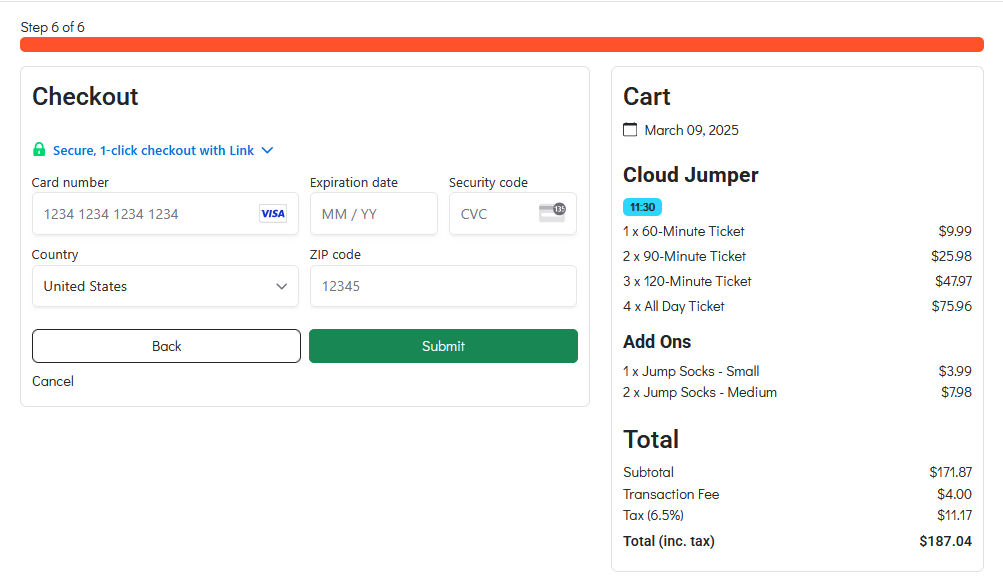 Step 6 of 6
Checkout
Secure, 1-click checkout with Link
Card number
Expiration date
Security code
1234 1234 1234 1234
VISA
MM / YY
CVC
135
Country
ZIP code
United States
12345
Back
Submit
Cancel
Cart
March 09, 2025
Cloud Jumper
11:30
1 x 60-Minute Ticket $9.99
2 x 90-Minute Ticket $25.98
3 x 120-Minute Ticket $47.97
4 x All Day Ticket $75.96
Add Ons
1 x Jump Socks - Small $3.99
2 x Jump Socks - Medium $7.98
Total
Subtotal $171.87
Transaction Fee $4.00
Tax (6.5%) $11.17
Total (inc. tax) $187.04